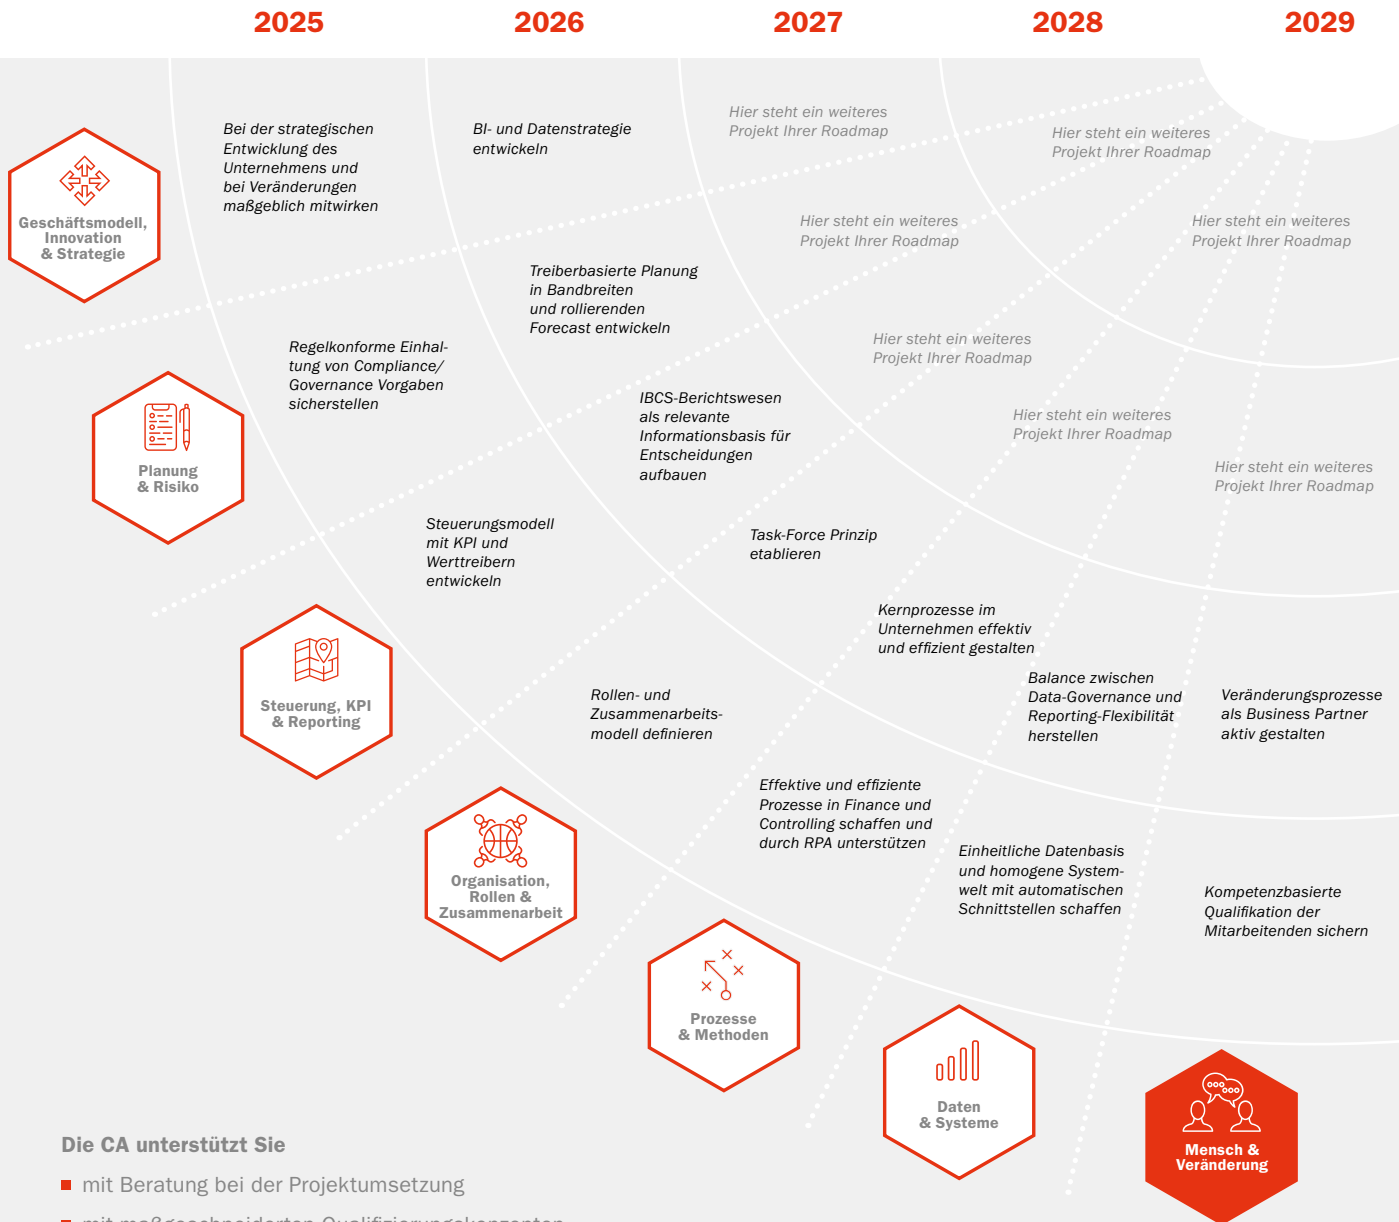 2025
2026
2027
2028
2029
Bei der strategischen
Entwicklung des
Unternehmens und
bei Veränderungen
maßgeblich mitwirken
BI- und Datenstrategie
entwickeln
Hier steht ein weiteres
Projekt Ihrer Roadmap
Hier steht ein weiteres
Projekt Ihrer Roadmap
Geschäftsmodell,
Innovation
& Strategie
Hier steht ein weiteres
Projekt Ihrer Roadmap
Hier steht ein weiteres
Projekt Ihrer Roadmap
Treiberbasierte Planung
in Bandbreiten
und rollierenden
Forecast entwickeln
Regelkonforme Einhal-
tung von Compliance/
Governance Vorgaben
sicherstellen
Hier steht ein weiteres
Projekt Ihrer Roadmap
IBCS-Berichtswesen
als relevante
Informationsbasis für
Entscheidungen
aufbauen
Hier steht ein weiteres
Projekt Ihrer Roadmap
Planung
& Risiko
Hier steht ein weiteres
Projekt Ihrer Roadmap
Steuerungsmodell
mit KPI und
Werttreibern
entwickeln
Task-Force Prinzip
etablieren
Kernprozesse im
Unternehmen effektiv
und effizient gestalten
Steuerung, KPI
& Reporting
Rollen- und
Zusammenarbeits-
modell definieren
Balance zwischen
Data-Governance und
Reporting-Flexibilität
herstellen
Veränderungsprozesse
als Business Partner
aktiv gestalten
Effektive und effiziente
Prozesse in Finance und
Controlling schaffen und
durch RPA unterstützen
Einheitliche Datenbasis
und homogene System-
welt mit automatischen
Schnittstellen schaffen
Kompetenzbasierte
Qualifikation der
Mitarbeitenden sichern
Organisation,
Rollen &
Zusammenarbeit
Prozesse
& Methoden
Daten
& Systeme
Mensch &
Veränderung
Die CA unterstützt Sie
mit Beratung bei der Projektumsetzung
mit maßgeschneiderten Qualifizierungskonzepten